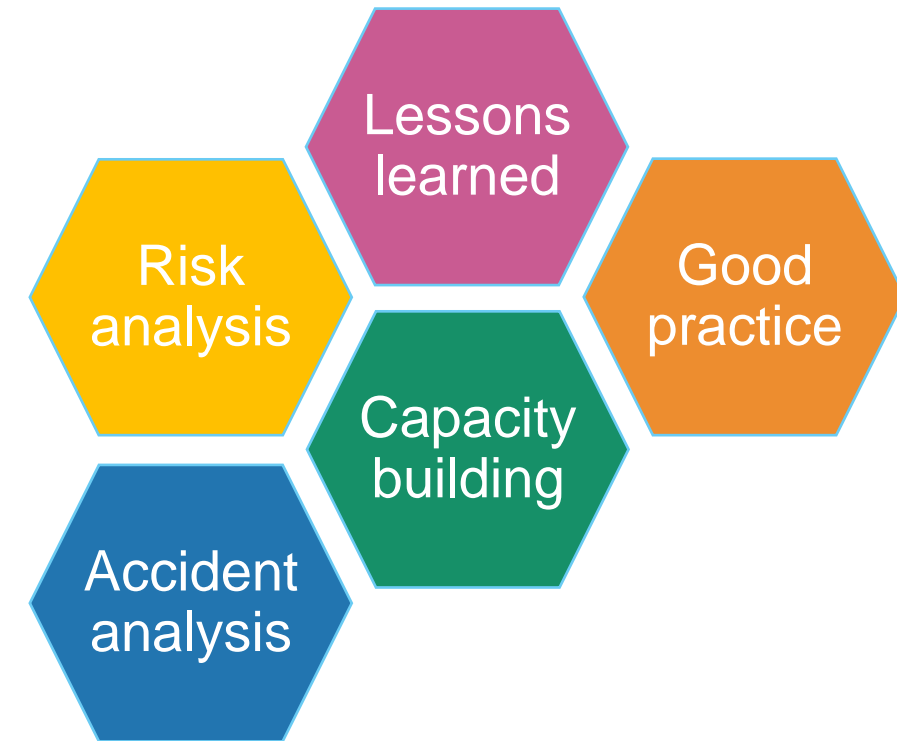 Lessons
learned
Risk
analysis
Good
practice
Capacity
building
Accident
analysis